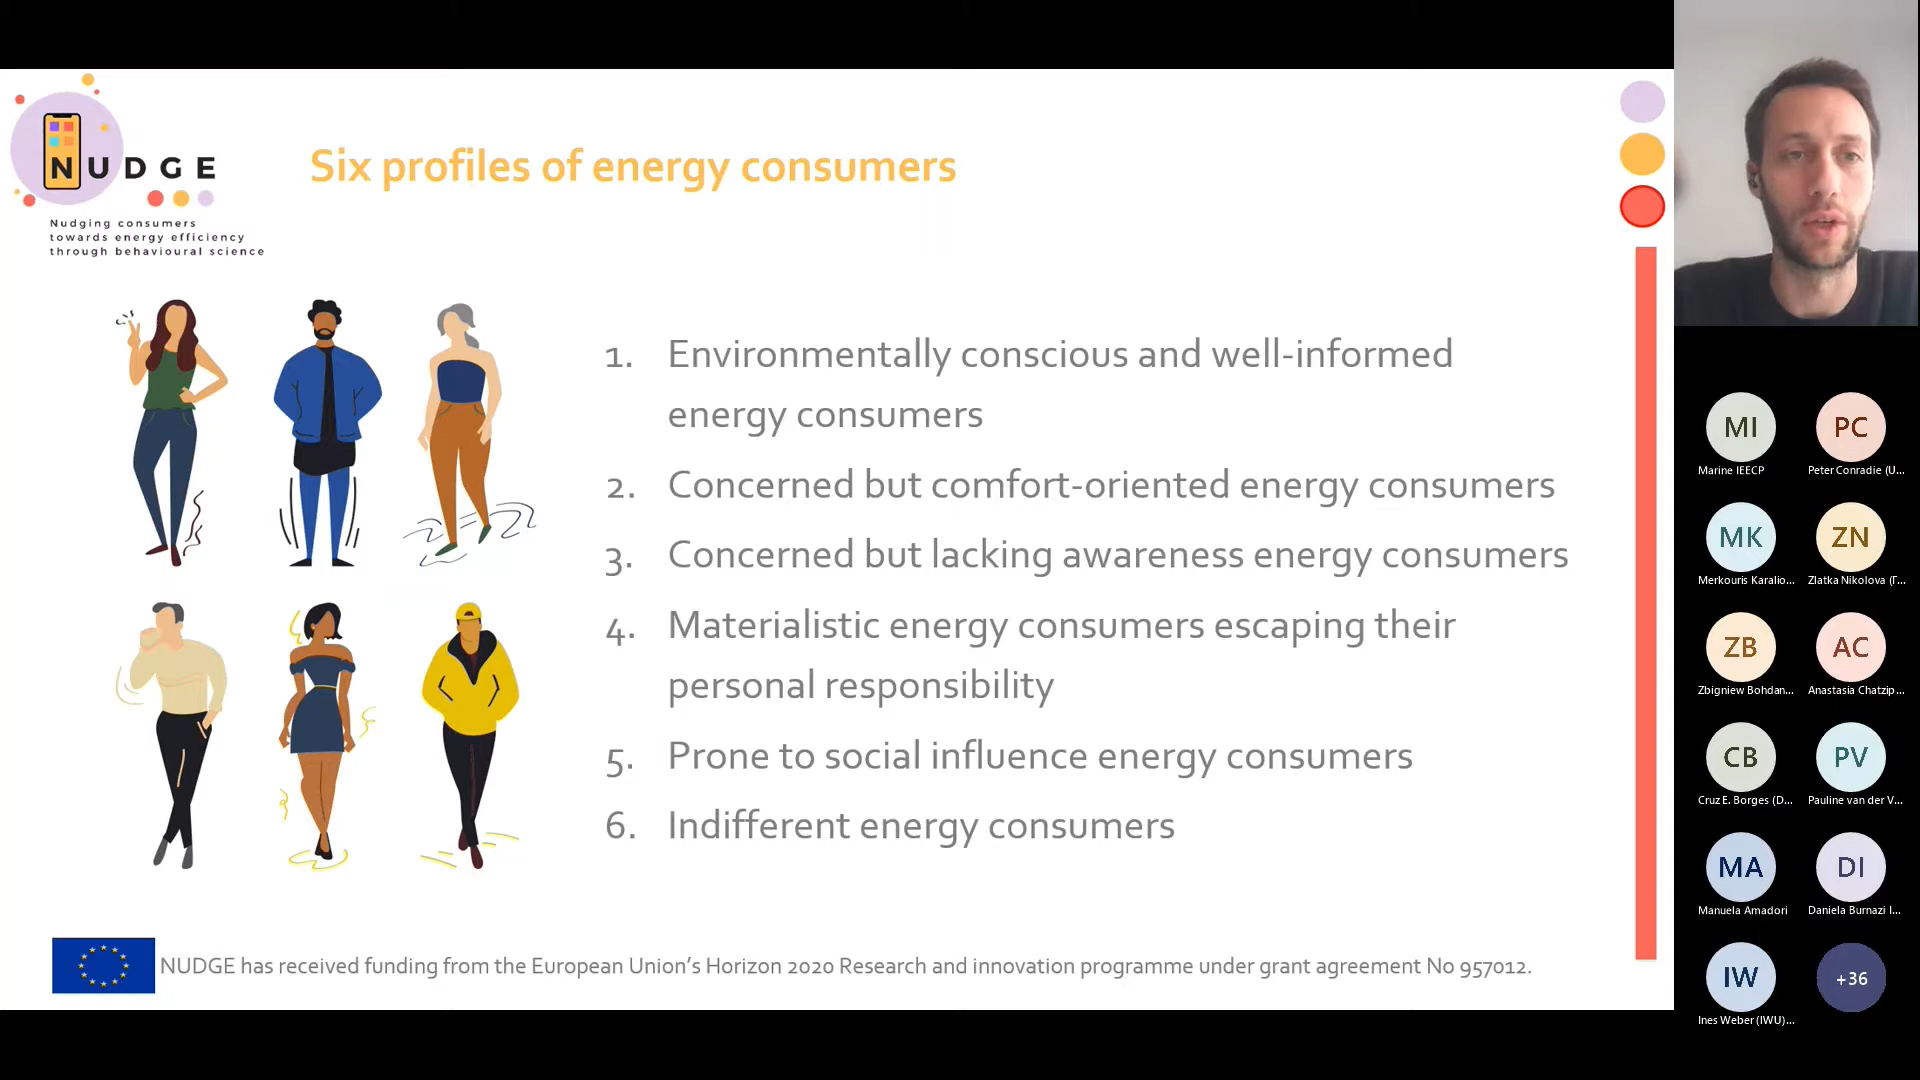 NUDGE
Nudging consumers
towards energy efficiency
through behavioural science
Six profiles of energy consumers
1. Environmentally conscious and well-informed
energy consumers
2. Concerned but comfort-oriented energy consumers
3. Concerned but lacking awareness energy consumers
4. Materialistic energy consumers escaping their
personal responsibility
5. Prone to social influence energy consumers
6. Indifferent energy consumers
NUDGE has received funding from the European Union's Horizon 2020 Research and innovation programme under grant agreement No 957012.
MI
Marine IEECP
PC
Peter Conradie (U...
MK
Merkouris Karalio...
ZN
Zlatka Nikolova (Г...
ZB
Zbigniew Bohdan...
AC
Anastasia Chatzip...
CB
Cruz E. Borges (D...
PV
Pauline van der V...
MA
Manuela Amadori
DI
Daniela Burnazi I...
IW
Ines Weber (IWU)...
+36